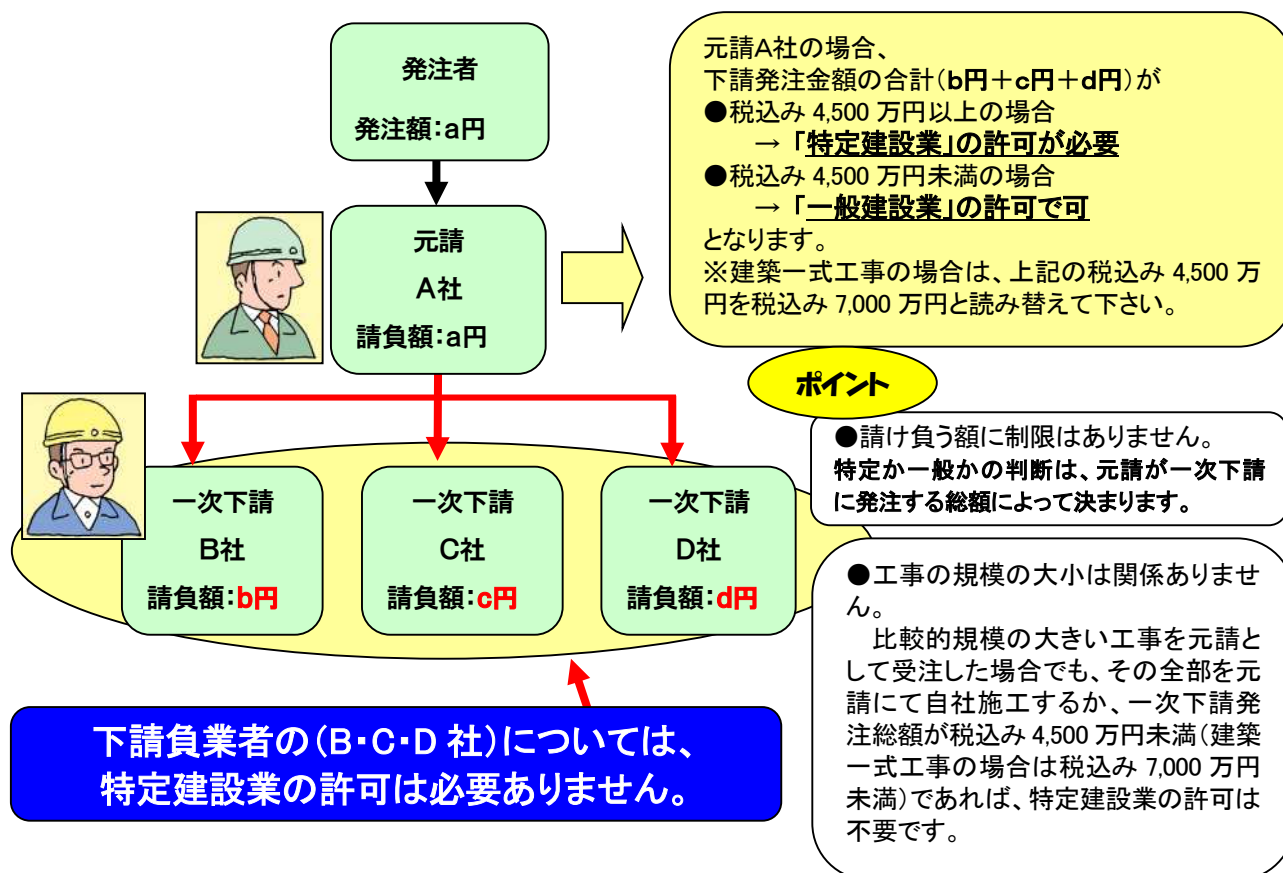 発注者
発注額：a円
元請
A社
請負額：a円
元請A社の場合、
下請発注金額の合計（b円＋c円＋d円）が
●税込み 4,500 万円以上の場合
→ 「特定建設業」の許可が必要
●税込み 4,500 万円未満の場合
→ 「一般建設業」の許可で可
となります。
※建築一式工事の場合は、上記の税込み 4,500 万
円を税込み 7,000 万円と読み替えて下さい。
ポイント
●請け負う額に制限はありません。
特定か一般かの判断は、元請が一次下請
に発注する総額によって決まります。
一次下請
B社
請負額：b円
一次下請
C社
請負額：c円
一次下請
D社
請負額：d円
●工事の規模の大小は関係ありませ
ん。
比較的規模の大きい工事を元請と
して受注した場合でも、その全部を元
請にて自社施工するか、一次下請発
注総額が税込み 4,500 万円未満（建築
一式工事の場合は税込み 7,000 万円
未満）であれば、特定建設業の許可は
不要です。
下請負業者の（B・C・D 社）については、
特定建設業の許可は必要ありません。